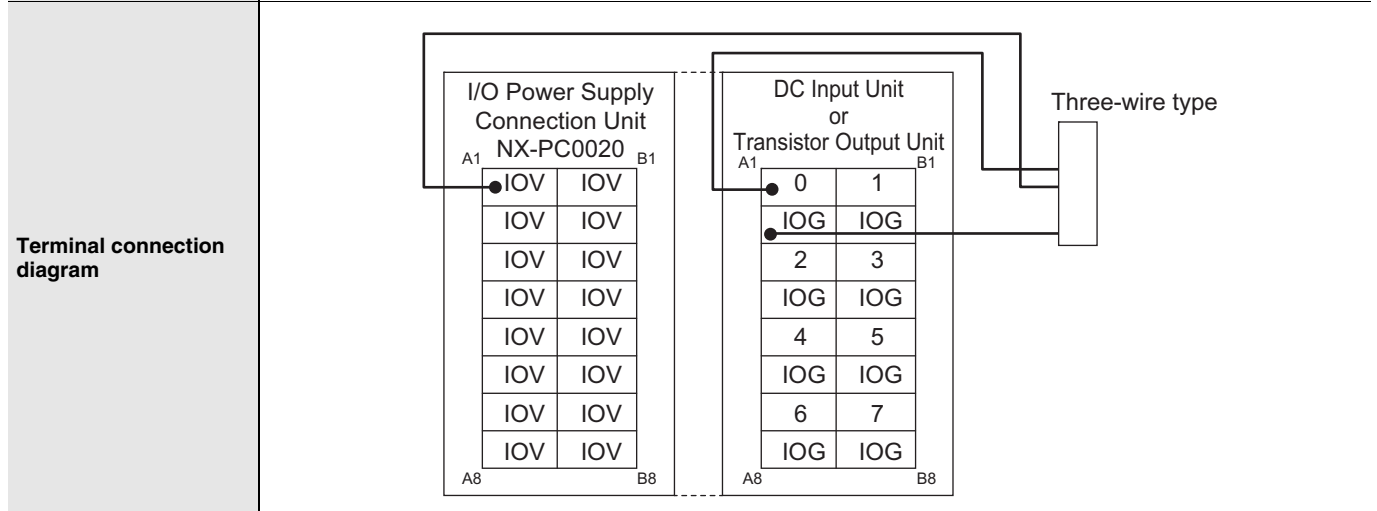 Terminal connection
diagram
I/O Power Supply
Connection Unit
NX-PC0020
A1 B1
IOV IOV
IOV IOV
IOV IOV
IOV IOV
IOV IOV
IOV IOV
IOV IOV
IOV IOV
A8 B8
DC Input Unit
or
Transistor Output Unit
A1 B1
0 1
IOG IOG
2 3
IOG IOG
4 5
IOG IOG
6 7
IOG IOG
A8 B8
Three-wire type